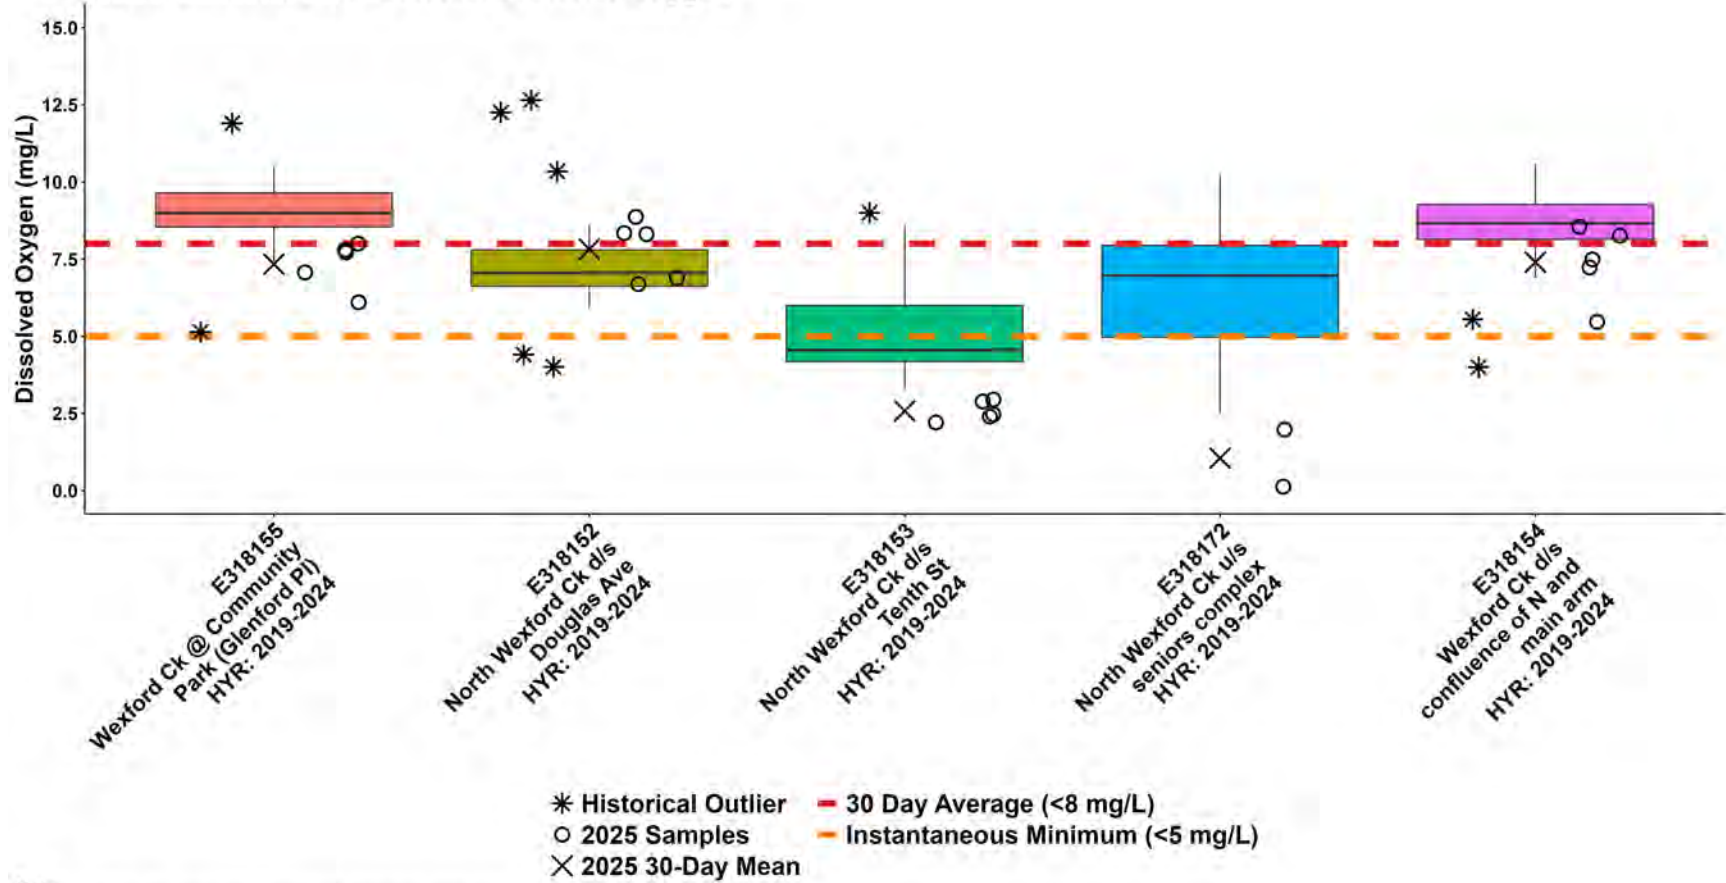 15.0
12.5
10.0
7.5
5.0
2.5
0.0
Dissolved Oxygen (mg/L)
E318155
Wexford Ck @ Community
Park (Glenford Pl)
HYR: 2019-2024
E318152
North Wexford Ck d/s
Douglas Ave
HYR: 2019-2024
E318153
North Wexford Ck d/s
Tenth St
HYR: 2019-2024
E318172
North Wexford Ck u/s
seniors complex
HYR: 2019-2024
E318154
Wexford Ck d/s
confluence of N and
main arm
HYR: 2019-2024
Historical Outlier
2025 Samples
2025 30-Day Mean
30 Day Average (<8 mg/L)
Instantaneous Minimum (<5 mg/L)